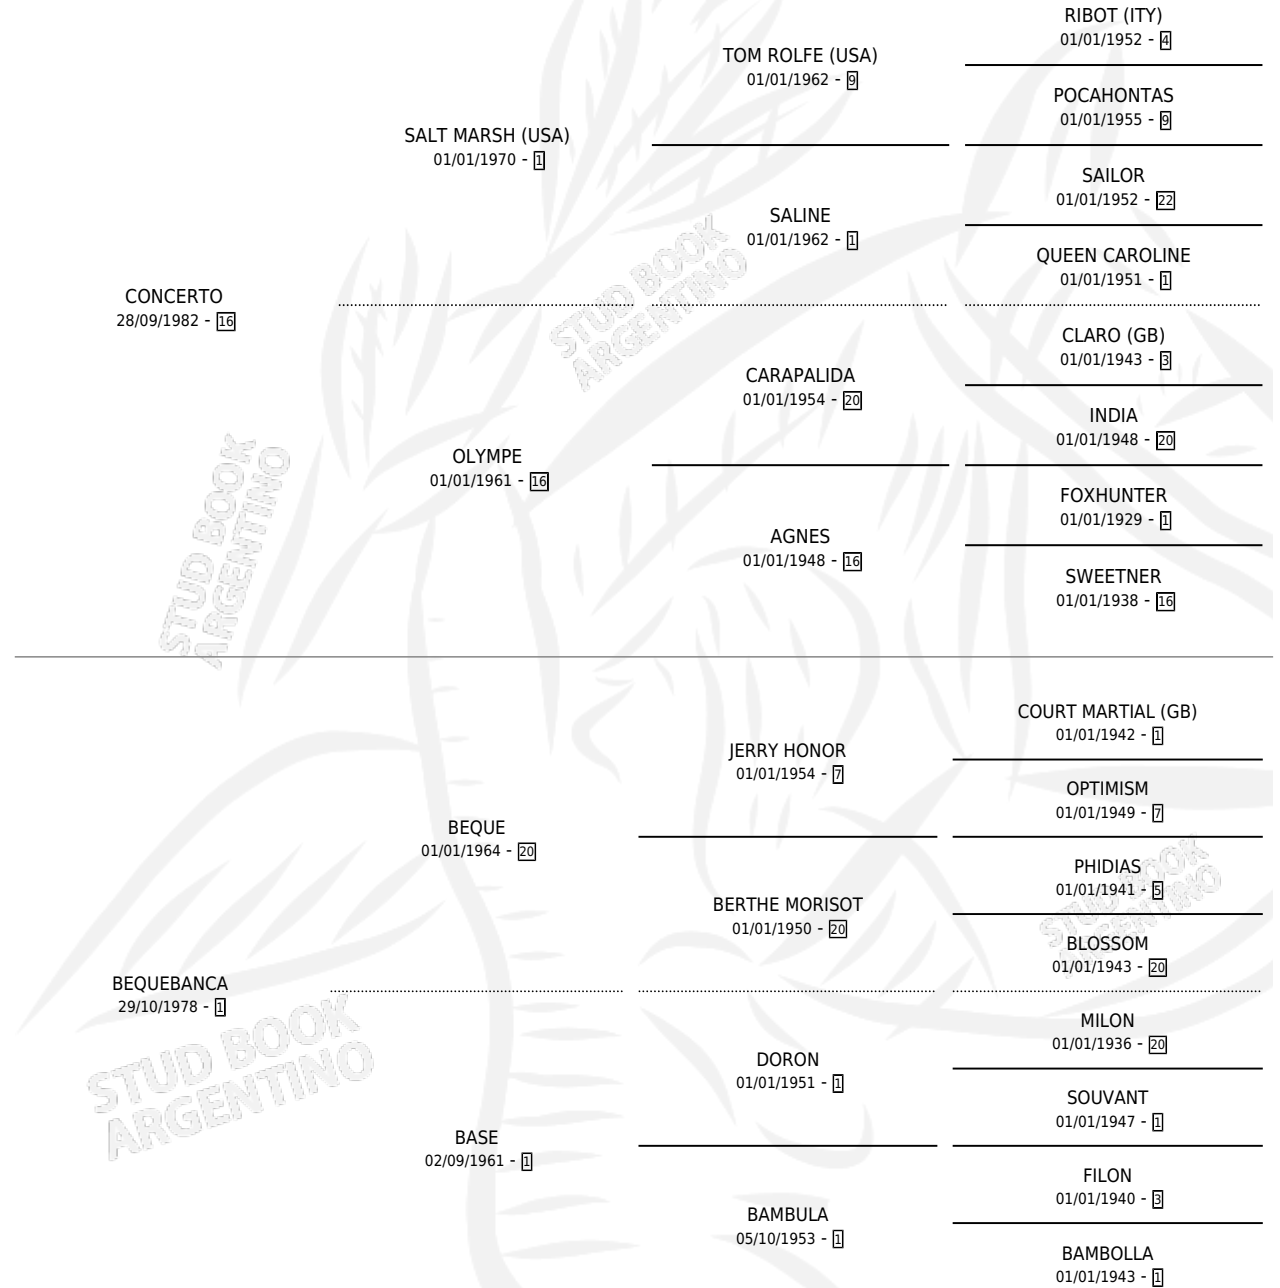 RIBOT (ITY)
01/01/1952 - 4
TOM ROLFE (USA)
01/01/1962 - 9
POCAHONTAS
01/01/1955 - 9
SALT MARSH (USA)
01/01/1970 - 1
SAILOR
01/01/1952 - 22
SALINE
01/01/1962 - 1
QUEEN CAROLINE
01/01/1951 - 1
STUD BOOK
ARGENTINO
CONCERTO
28/09/1982 - 16
CLARO (GB)
01/01/1943 - 3
CARAPALIDA
01/01/1954 - 20
INDIA
01/01/1948 - 20
OLYMPE
01/01/1961 - 16
FOXHUNTER
01/01/1929 - 1
AGNES
01/01/1948 - 16
SWEETNER
01/01/1938 - 16
STUD BOOK
ARGENTINO
COURT MARTIAL (GB)
01/01/1942 - 1
JERRY HONOR
01/01/1954 - 7
OPTIMISM
01/01/1949 - 7
BEQUE
01/01/1964 - 20
PHIDIAS
01/01/1941 - 5
BERTHE MORISOT
01/01/1950 - 20
BLOSSOM
01/01/1943 - 20
STUD BOOK
ARGENTINO
BEQUEBANCA
29/10/1978 - 1
MILON
01/01/1936 - 20
DORON
01/01/1951 - 1
SOUVANT
01/01/1947 - 1
STUD BOOK
ARGENTINO
BASE
02/09/1961 - 1
FILON
01/01/1940 - 3
BAMBULA
05/10/1953 - 1
BAMBOLLA
01/01/1943 - 1